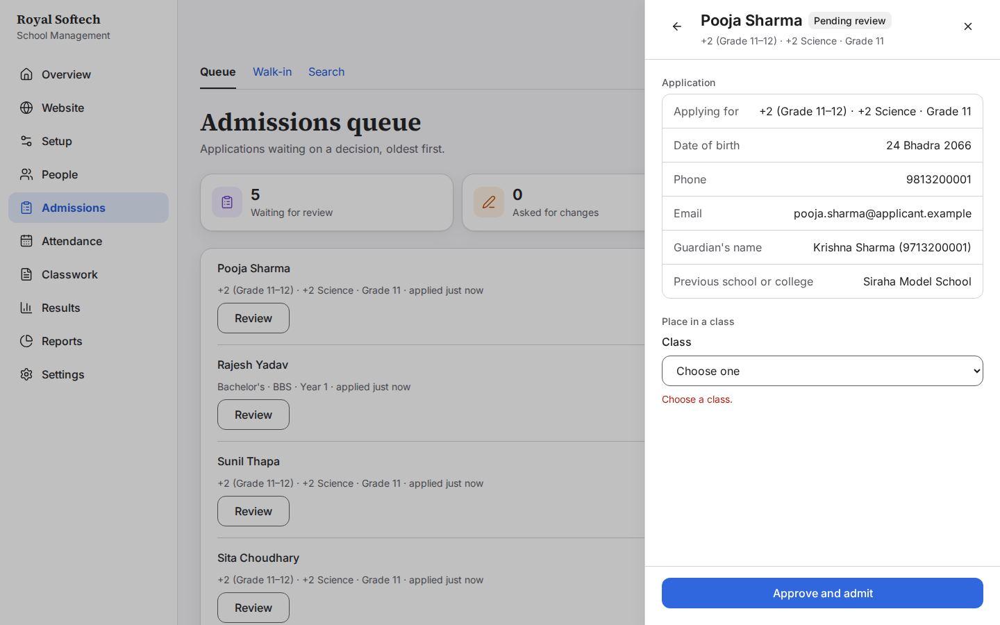 Royal Softech
School Management
Overview
Website
Setup
People
Admissions
Attendance
Classwork
Results
Reports
Settings
Queue
Walk-in
Search
Admissions queue
Applications waiting on a decision, oldest first.
5
Waiting for review
0
Asked for changes
Pooja Sharma
+2 (Grade 11–12) · +2 Science · Grade 11 · applied just now
Review
Rajesh Yadav
Bachelor's · BBS · Year 1 · applied just now
Review
Sunil Thapa
+2 (Grade 11–12) · +2 Science · Grade 11 · applied just now
Review
Sita Choudhary
+2 (Grade 11–12) · +2 Science · Grade 11 · applied just now
Review
Pooja Sharma Pending review
+2 (Grade 11–12) · +2 Science · Grade 11
Application
Applying for +2 (Grade 11–12) · +2 Science · Grade 11
Date of birth 24 Bhadra 2066
Phone 9813200001
Email pooja.sharma@applicant.example
Guardian's name Krishna Sharma (9713200001)
Previous school or college Siraha Model School
Place in a class
Class
Choose one
Choose a class.
Approve and admit